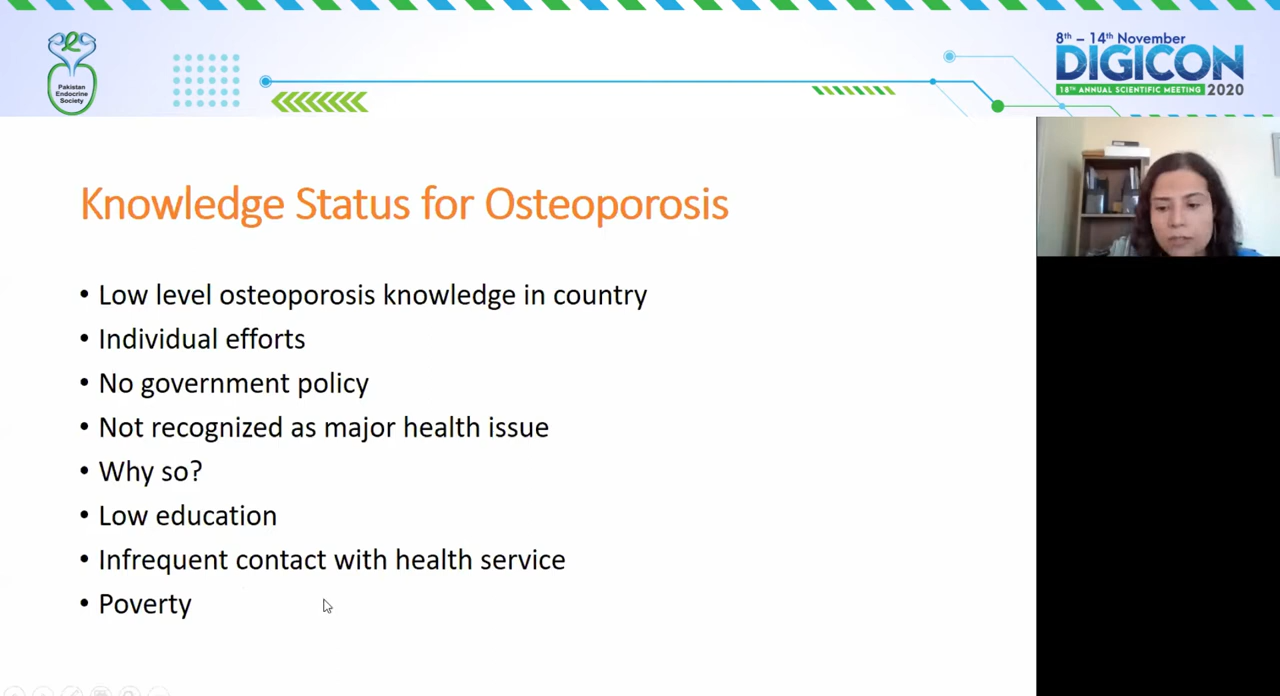 Pakistan
Endocrine
Society
8th – 14th November
DIGICON
18TH ANNUAL SCIENTIFIC MEETING 2020
Knowledge Status for Osteoporosis
• Low level osteoporosis knowledge in country
• Individual efforts
• No government policy
• Not recognized as major health issue
• Why so?
• Low education
• Infrequent contact with health service
• Poverty